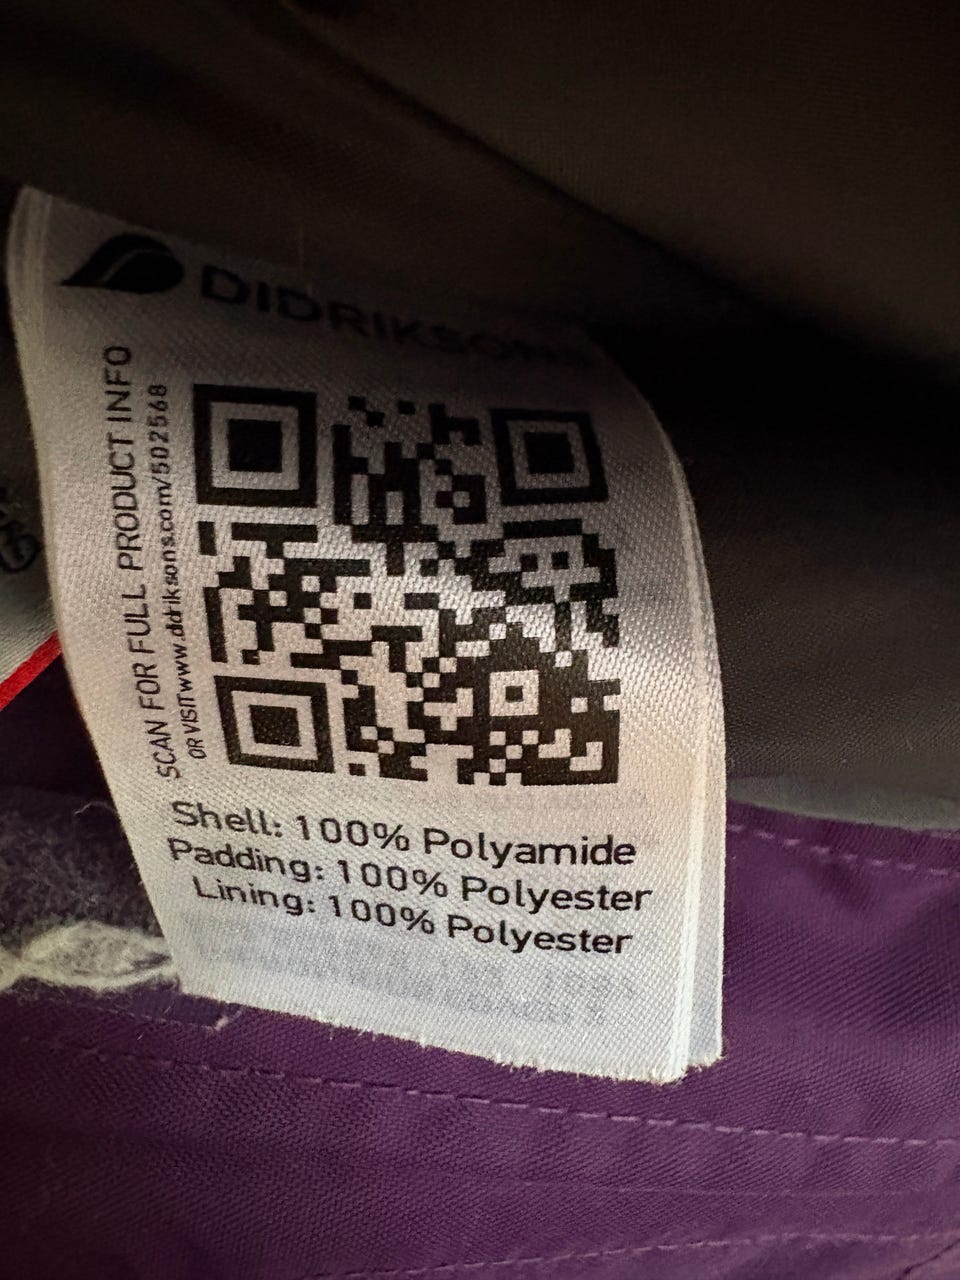 DIDRIKSONS
SCAN FOR FULL PRODUCT INFO
OR VISIT www.didriksons.com/502568
Shell: 100% Polyamide
Padding: 100% Polyester
Lining: 100% Polyester